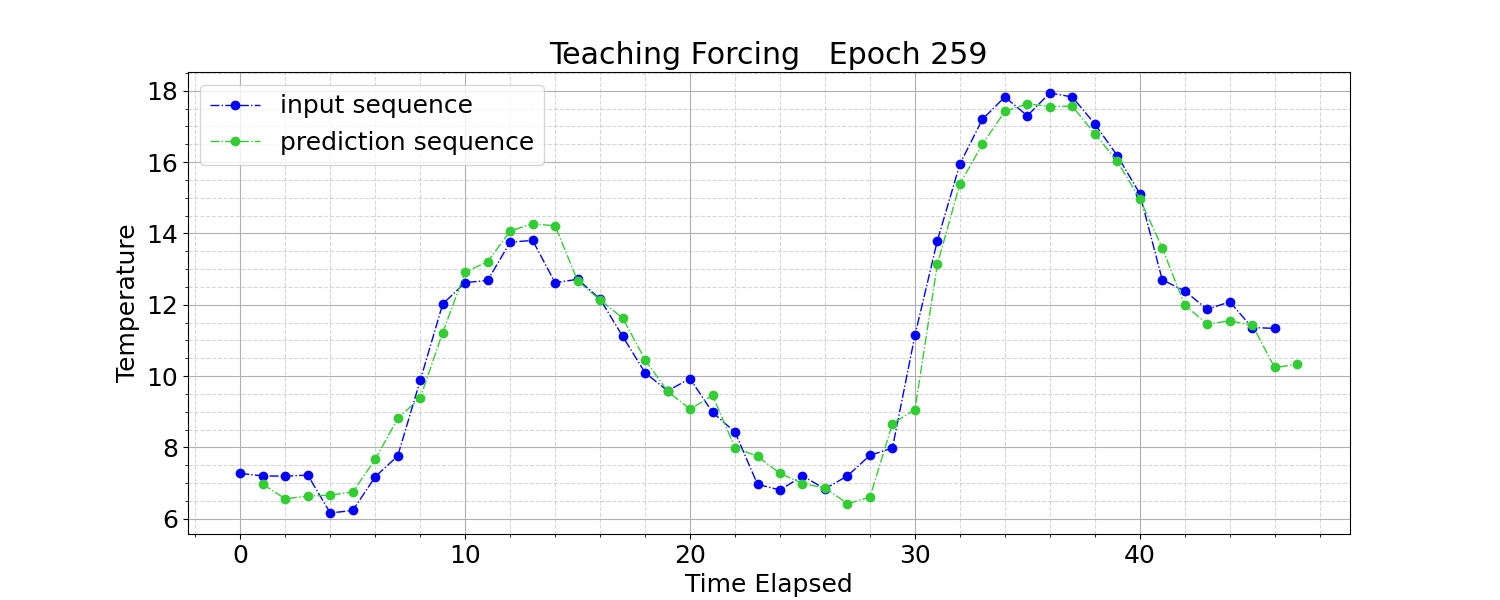 Teaching Forcing   Epoch 259
input sequence
prediction sequence
Temperature
18
16
14
12
10
8
6
0 10 20 30 40
Time Elapsed